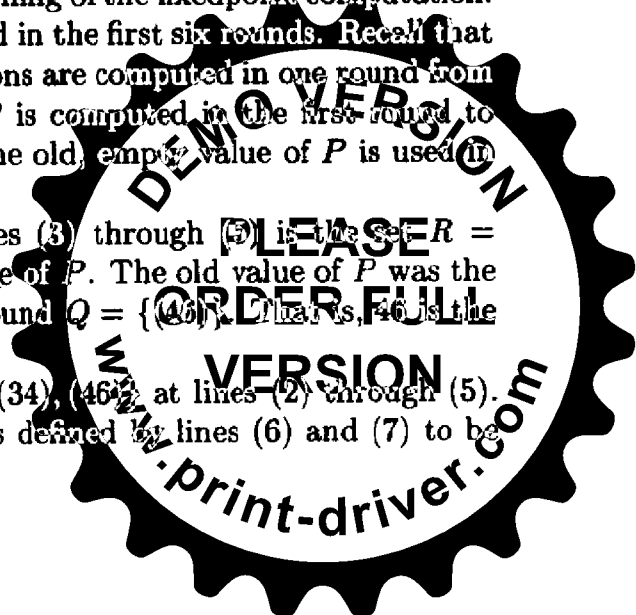 ning of the fixedpoint computation.
d in the first six rounds. Recall that
ons are computed in one round from
is computed in the first round to
he old, empty value of P is used in
es (3) through (5) is the set R =
e of P. The old value of P was the
und Q = {(46)}. That is, 46 is the
(34), (46)} at lines (2) through (5).
s defined by lines (6) and (7) to be
DEMO VERSION
PLEASE
ORDER FULL
VERSION
www.print-driver.com